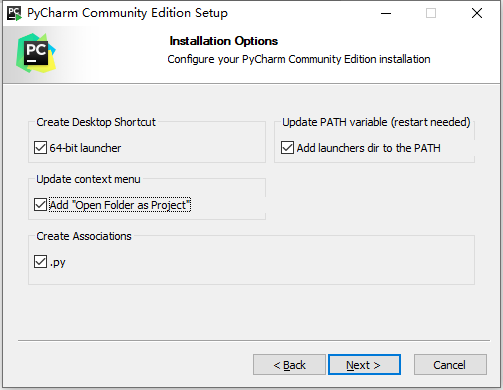 PC
PyCharm Community Edition Setup
PC
Installation Options
Configure your PyCharm Community Edition installation
Create Desktop Shortcut
64-bit launcher
Update PATH variable (restart needed)
Add launchers dir to the PATH
Update context menu
Add "Open Folder as Project"
Create Associations
.py
< Back
Next >
Cancel